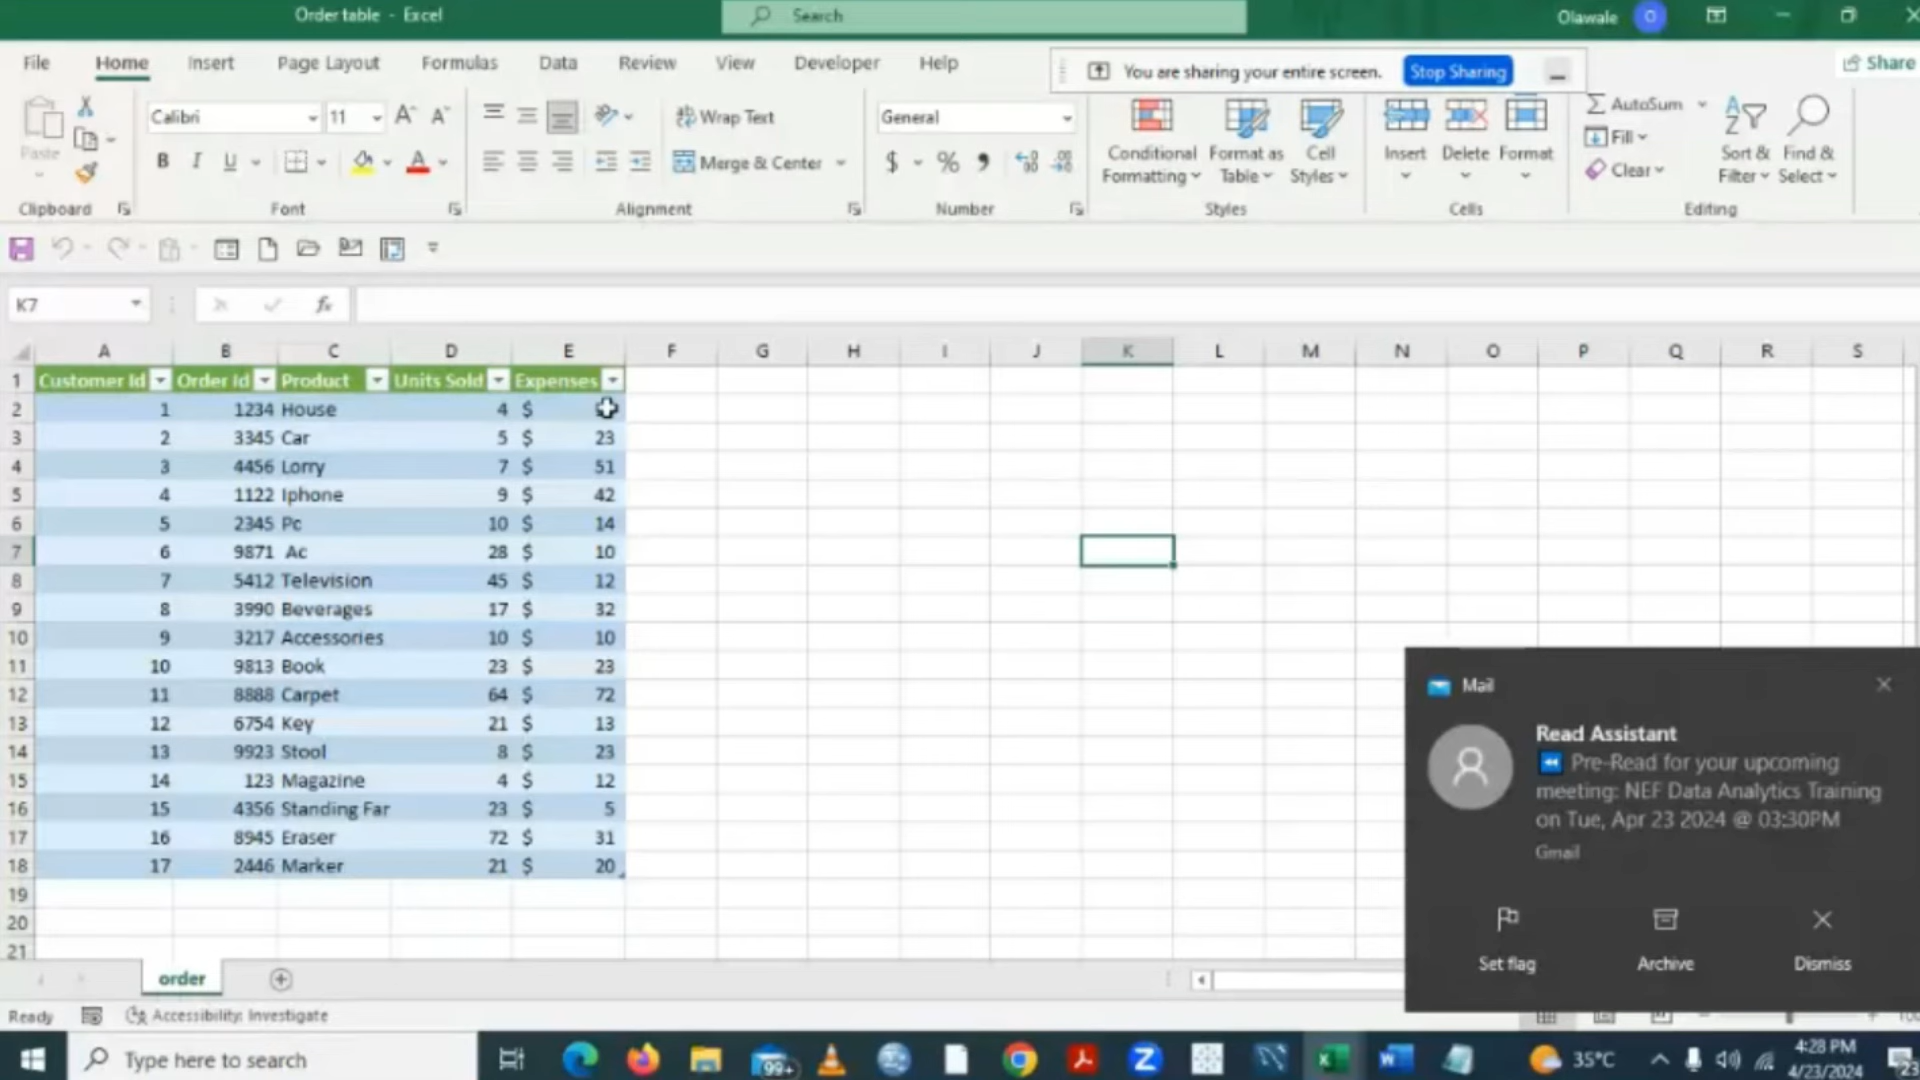 Order table - Excel
Search
Olawale
O
File Home Insert Page Layout Formulas Data Developer Review View Help
You are sharing your entire screen. Stop Sharing
Share
Paste
Calibri 11
B I U
Wrap Text
Merge & Center
General
$ %
Conditional Formatting
Format as Table
Cell Styles
Insert Delete Format
AutoSum
Fill
Clear
Sort & Filter
Find & Select
Clipboard Font Alignment Number Styles Cells Editing
K7 fx
A B C D E F G H I J K L M N O P Q R S
1 Customer Id Order Id Product Units Sold Expenses
2 1 1234 House 4 $
3 2 3345 Car 5 $ 23
4 3 4456 Lorry 7 $ 51
5 4 1122 Iphone 9 $ 42
6 5 2345 Pc 10 $ 14
7 6 9871 Ac 28 $ 10
8 7 5412 Television 45 $ 12
9 8 3990 Beverages 17 $ 32
10 9 3217 Accessories 10 $ 10
11 10 9813 Book 23 $ 23
12 11 8888 Carpet 64 $ 72
13 12 6754 Key 21 $ 13
14 13 9923 Stool 8 $ 23
15 14 123 Magazine 4 $ 12
16 15 4356 Standing Fan 23 $ 5
17 16 8945 Eraser 72 $ 31
18 17 2446 Marker 21 $ 20
19
20
21
Mail
Read Assistant
Pre-Read for your upcoming
meeting: NEF Data Analytics Training
on Tue, Apr 23 2024 @ 03:30PM
Gmail
Set flag Archive Dismiss
order
Ready Accessibility: Investigate
Type here to search
99+
35°C
4:28 PM
4/23/2024
23